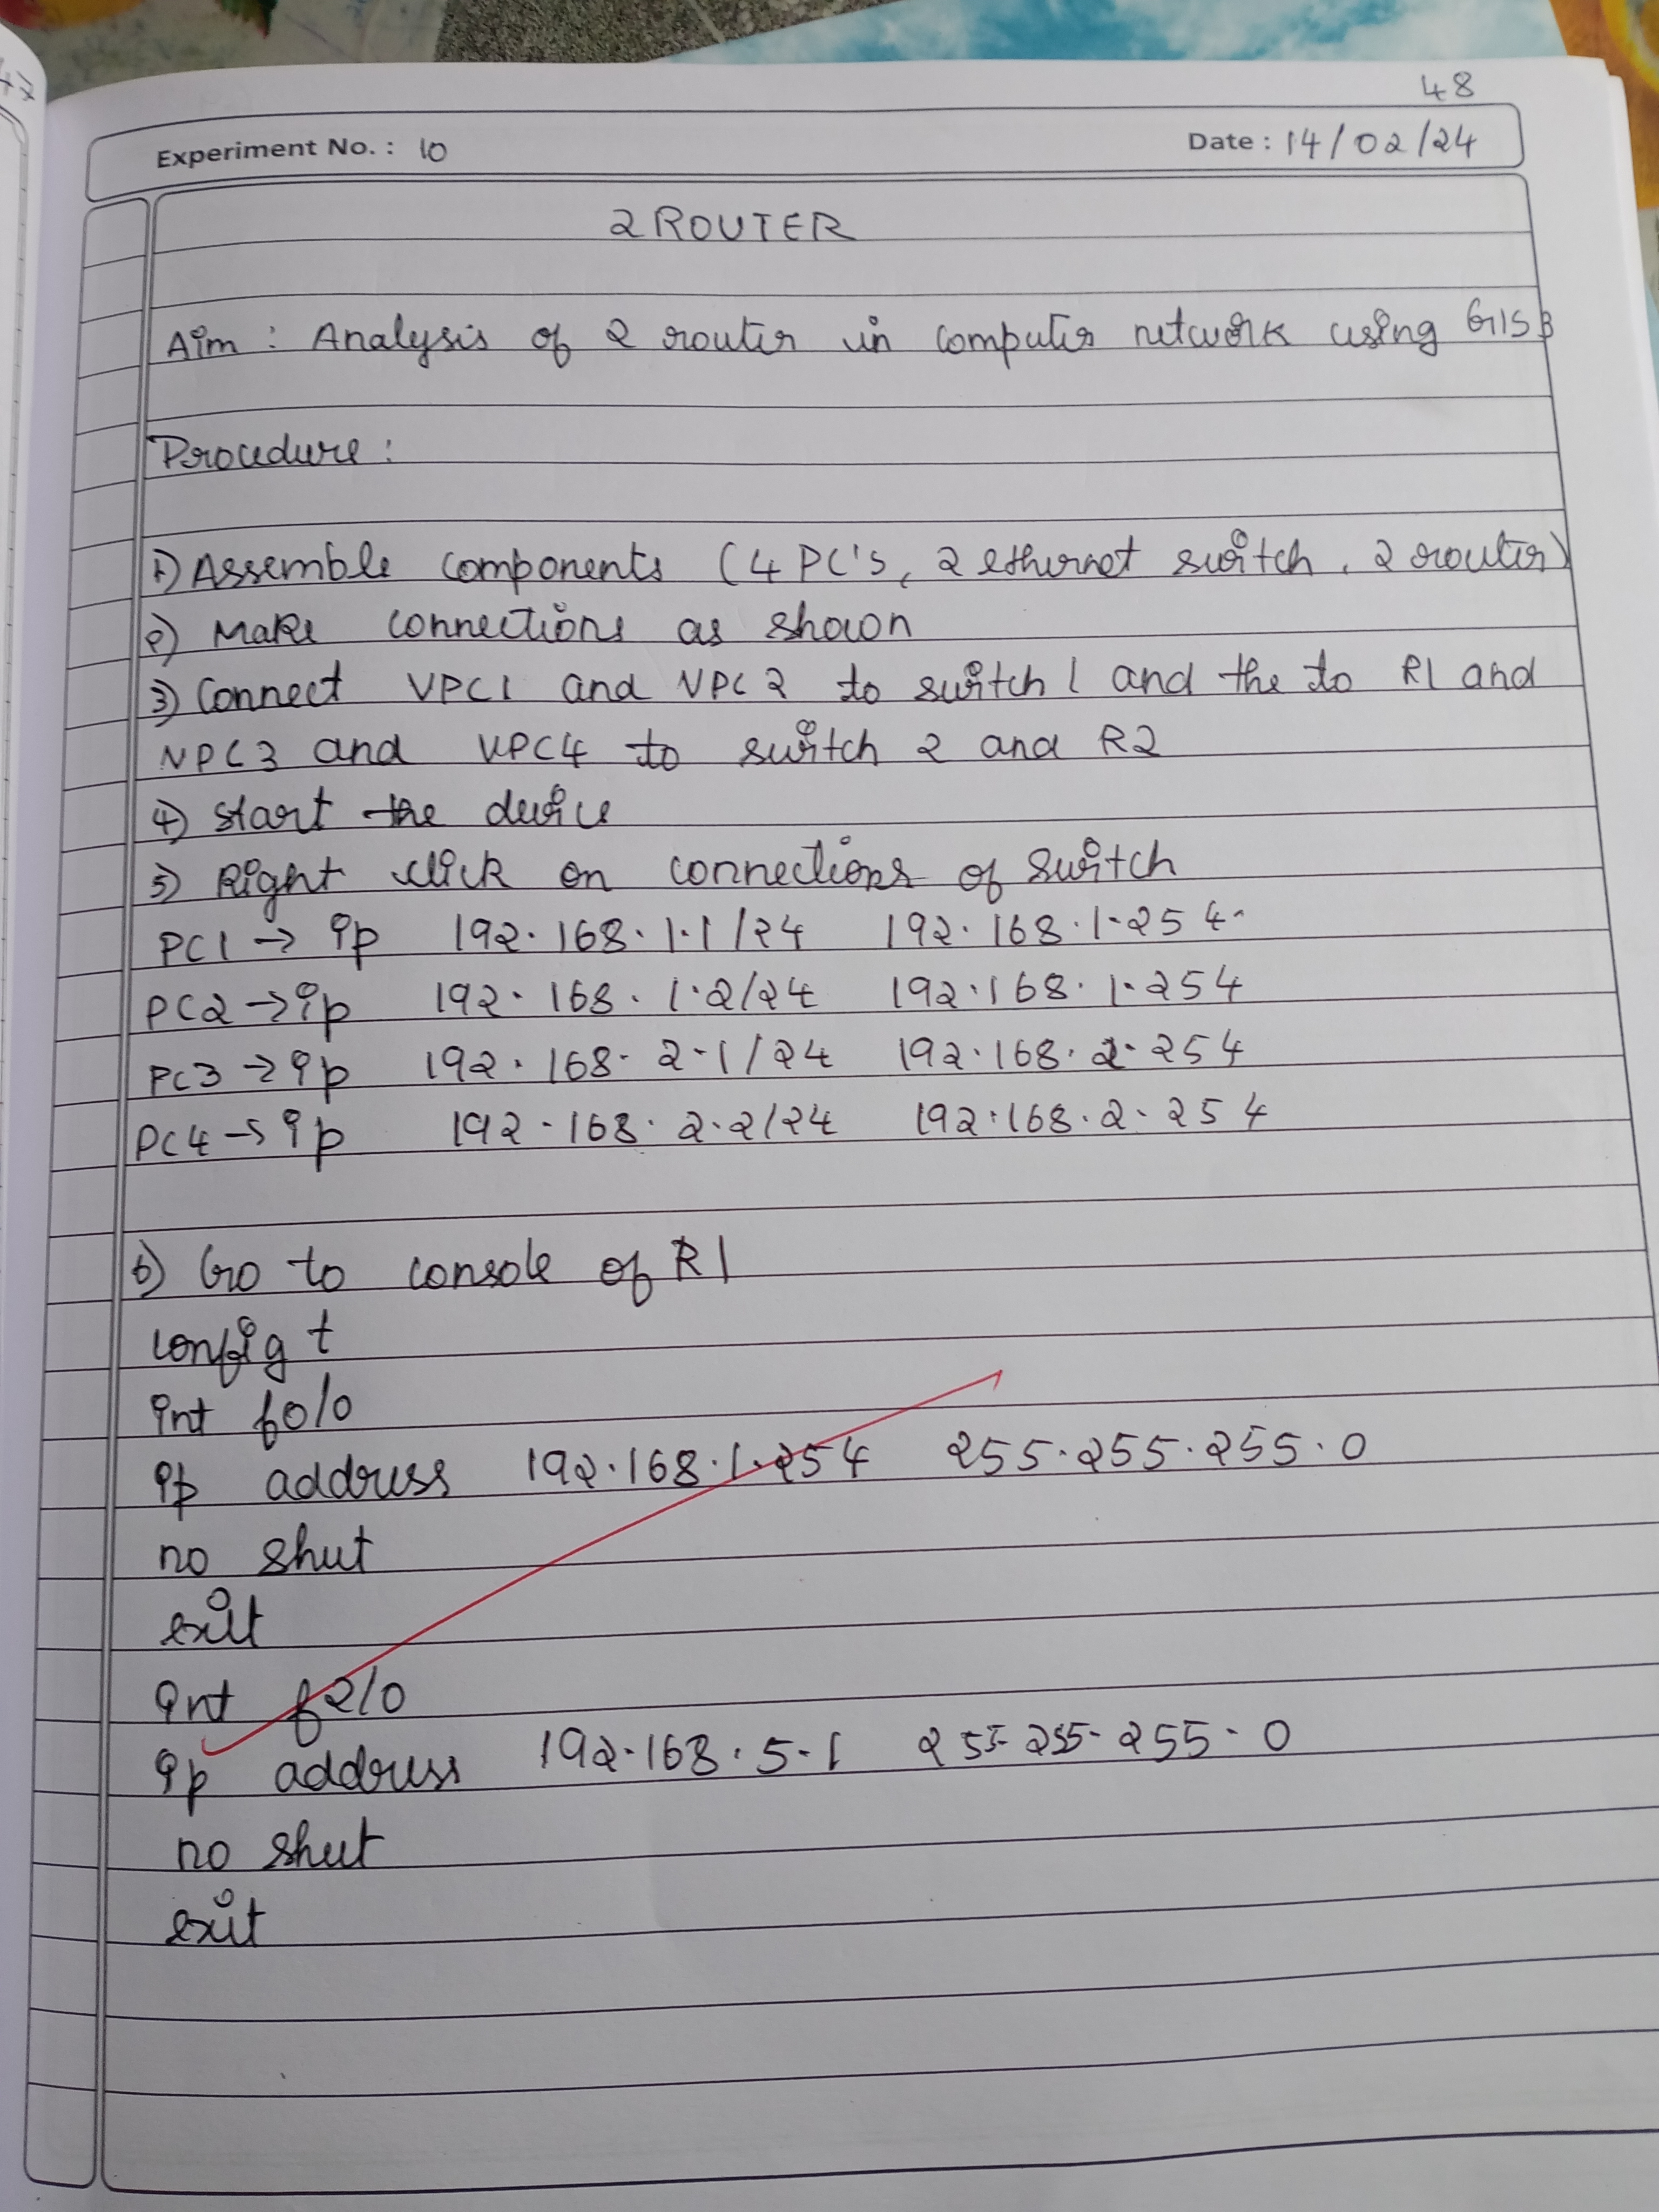 47
48
Experiment No. : 10
Date : 14/02/24
2 ROUTER
Aim : Analysis of 2 router in computer network using
Procedure :
1) Assemble components (4 PC's, 2 ethernet switch, 2 router)
2) Make connections as shown
3) Connect VPC1 and VPC2 to switch 1 and the to R1 and
VPC3 and VPC4 to switch 2 and R2
4) start the device
5) Right click on connections of switch
PC1 → ip 192.168.1.1/24 192.168.1.254
PC2 → ip 192.168.1.2/24 192.168.1.254
PC3 → ip 192.168.2.1/24 192.168.2.254
PC4 → ip 192.168.2.2/24 192.168.2.254
6) Go to console of R1
config t
int f0/0
ip address 192.168.1.254 255.255.255.0
no shut
exit
int f2/0
ip address 192.168.5.1 255.255.255.0
no shut
exit